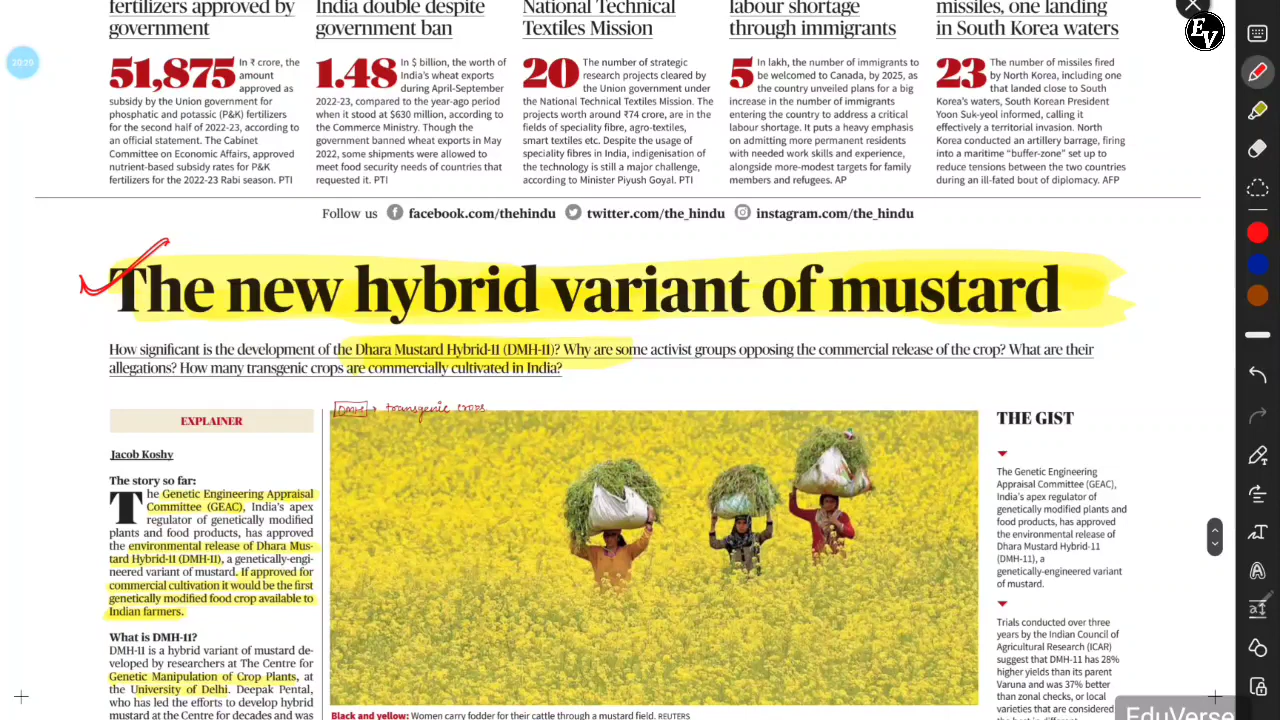 fertilizers approved by
government
India double despite
government ban
National Technical
Textiles Mission
labour shortage
through immigrants
missiles, one landing
in South Korea waters
EV
20:39
51,875 In ₹ crore, the
amount
approved as
subsidy by the Union government for
phosphatic and potassic (P&K) fertilizers
for the second half of 2022-23, according to
an official statement. The Cabinet
Committee on Economic Affairs, approved
nutrient-based subsidy rates for P&K
fertilizers for the 2022-23 Rabi season. PTI
1.48 In $ billion, the worth of
India's wheat exports
during April-September
2022-23, compared to the year-ago period
when it stood at $630 million, according to
the Commerce Ministry. Though the
government banned wheat exports in May
2022, some shipments were allowed to
meet food security needs of countries that
requested it. PTI
20 The number of strategic
research projects cleared by
the Union government under
the National Technical Textiles Mission. The
projects worth around ₹74 crore, are in the
fields of speciality fibre, agro-textiles,
smart textiles etc. Despite the usage of
speciality fibres in India, indigenisation of
the technology is still a major challenge,
according to Minister Piyush Goyal. PTI
5 In lakh, the number of immigrants to
be welcomed to Canada, by 2025, as
the country unveiled plans for a big
increase in the number of immigrants
entering the country to address a critical
labour shortage. It puts a heavy emphasis
on admitting more permanent residents
with needed work skills and experience,
alongside more-modest targets for family
members and refugees. AP
23 The number of missiles fired
by North Korea, including one
that landed close to South
Korea's waters, South Korean President
Yoon Suk-yeol informed, calling it
effectively a territorial invasion. North
Korea conducted an artillery barrage, firing
into a maritime “buffer-zone” set up to
reduce tensions between the two countries
during an ill-fated bout of diplomacy. AFP
Follow us facebook.com/thehindu twitter.com/the_hindu instagram.com/the_hindu
The new hybrid variant of mustard
How significant is the development of the Dhara Mustard Hybrid-11 (DMH-11)? Why are some activist groups opposing the commercial release of the crop? What are their
allegations? How many transgenic crops are commercially cultivated in India?
DMH → transgenic crops
EXPLAINER
Jacob Koshy
The story so far:
The Genetic Engineering Appraisal
Committee (GEAC), India's apex
regulator of genetically modified
plants and food products, has approved
the environmental release of Dhara Mus-
tard Hybrid-11 (DMH-11), a genetically-engi-
neered variant of mustard. If approved for
commercial cultivation it would be the first
genetically modified food crop available to
Indian farmers.
What is DMH-11?
DMH-11 is a hybrid variant of mustard de-
veloped by researchers at The Centre for
Genetic Manipulation of Crop Plants, at
the University of Delhi. Deepak Pental,
who has led the efforts to develop hybrid
mustard at the Centre for decades and was
Black and yellow: Women carry fodder for their cattle through a mustard field. REUTERS
THE GIST
The Genetic Engineering
Appraisal Committee (GEAC),
India's apex regulator of
genetically modified plants and
food products, has approved
the environmental release of
Dhara Mustard Hybrid-11
(DMH-11), a
genetically-engineered variant
of mustard.
Trials conducted over three
years by the Indian Council of
Agricultural Research (ICAR)
suggest that DMH-11 has 28%
higher yields than its parent
Varuna and was 37% better
than zonal checks, or local
varieties that are considered
EduVerse